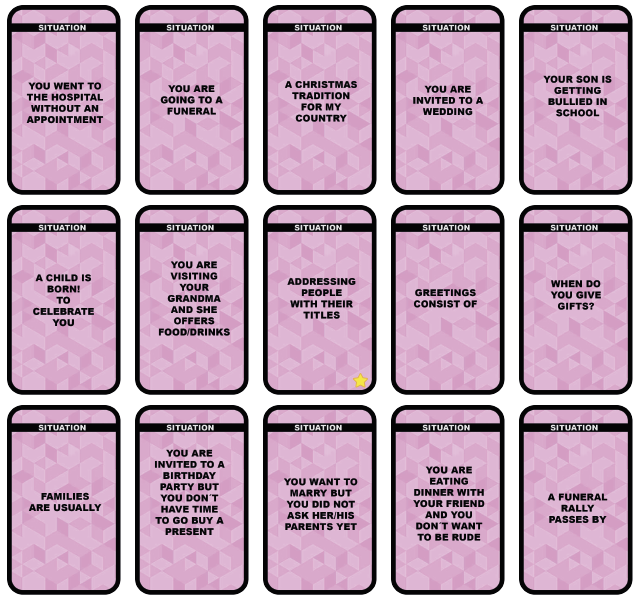 SITUATION
YOU WENT TO
THE HOSPITAL
WITHOUT AN
APPOINTMENT
SITUATION
YOU ARE
GOING TO A
FUNERAL
SITUATION
A CHRISTMAS
TRADITION
FOR MY
COUNTRY
SITUATION
YOU ARE
INVITED TO A
WEDDING
SITUATION
YOUR SON IS
GETTING
BULLIED IN
SCHOOL
SITUATION
A CHILD IS
BORN!
TO
CELEBRATE
YOU
SITUATION
YOU ARE
VISITING
YOUR
GRANDMA
AND SHE
OFFERS
FOOD/DRINKS
SITUATION
ADDRESSING
PEOPLE
WITH THEIR
TITLES
SITUATION
GREETINGS
CONSIST OF
SITUATION
WHEN DO
YOU GIVE
GIFTS?
SITUATION
FAMILIES
ARE USUALLY
SITUATION
YOU ARE
INVITED TO A
BIRTHDAY
PARTY BUT
YOU DON´T
HAVE TIME
TO GO BUY A
PRESENT
SITUATION
YOU WANT TO
MARRY BUT
YOU DID NOT
ASK HER/HIS
PARENTS YET
SITUATION
YOU ARE
EATING
DINNER WITH
YOUR FRIEND
AND YOU
DON´T WANT
TO BE RUDE
SITUATION
A FUNERAL
RALLY
PASSES BY